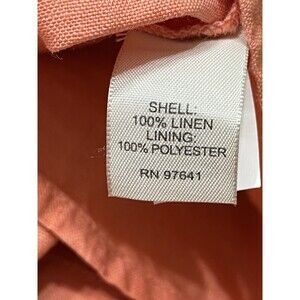 SHELL:
100% LINEN
LINING:
100% POLYESTER
RN 97641